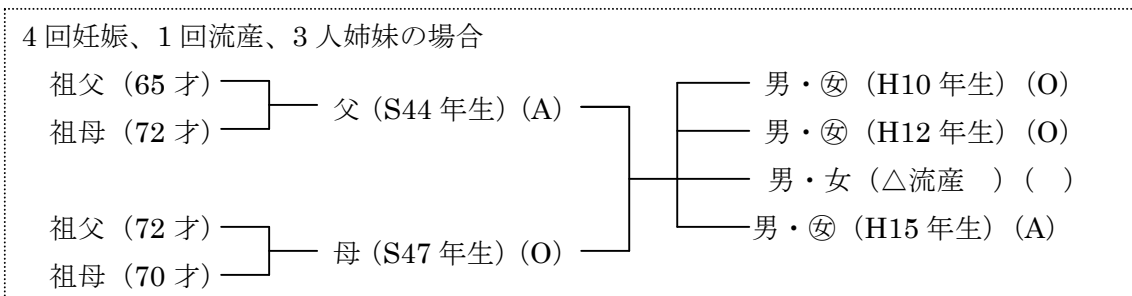 4 回妊娠、1 回流産、3 人姉妹の場合
祖父（65 才）
祖母（72 才）
父（S44 年生）（A）
祖父（72 才）
祖母（70 才）
母（S47 年生）（O）
男・㊛（H10 年生）（O）
男・㊛（H12 年生）（O）
男・女（△流産　）（　）
男・㊛（H15 年生）（A）